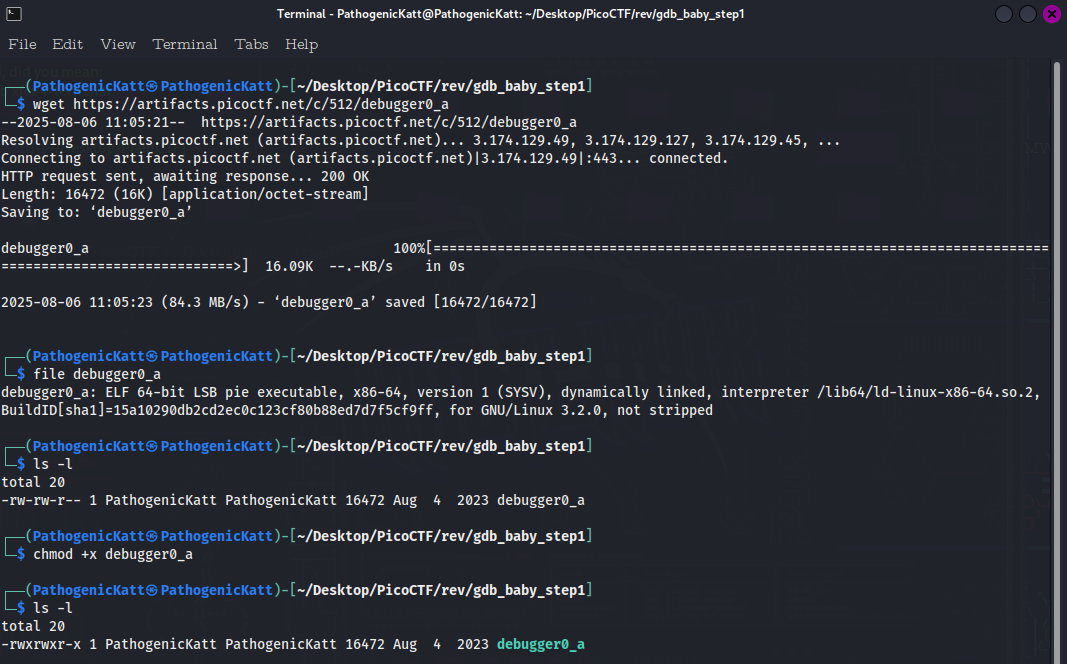 Terminal - PathogenicKatt@PathogenicKatt: ~/Desktop/PicoCTF/rev/gdb_baby_step1
File Edit View Terminal Tabs Help
┌──(PathogenicKatt㉿PathogenicKatt)-[~/Desktop/PicoCTF/rev/gdb_baby_step1]
└─$ wget https://artifacts.picoctf.net/c/512/debugger0_a
--2025-08-06 11:05:21--  https://artifacts.picoctf.net/c/512/debugger0_a
Resolving artifacts.picoctf.net (artifacts.picoctf.net)... 3.174.129.49, 3.174.129.127, 3.174.129.45, ...
Connecting to artifacts.picoctf.net (artifacts.picoctf.net)|3.174.129.49|:443... connected.
HTTP request sent, awaiting response... 200 OK
Length: 16472 (16K) [application/octet-stream]
Saving to: ‘debugger0_a’
debugger0_a 100%[=============================================================================
=============================>] 16.09K --.-KB/s in 0s
2025-08-06 11:05:23 (84.3 MB/s) - ‘debugger0_a’ saved [16472/16472]
┌──(PathogenicKatt㉿PathogenicKatt)-[~/Desktop/PicoCTF/rev/gdb_baby_step1]
└─$ file debugger0_a
debugger0_a: ELF 64-bit LSB pie executable, x86-64, version 1 (SYSV), dynamically linked, interpreter /lib64/ld-linux-x86-64.so.2,
BuildID[sha1]=15a10290db2cd2ec0c123cf80b88ed7d7f5cf9ff, for GNU/Linux 3.2.0, not stripped
┌──(PathogenicKatt㉿PathogenicKatt)-[~/Desktop/PicoCTF/rev/gdb_baby_step1]
└─$ ls -l
total 20
-rw-rw-r-- 1 PathogenicKatt PathogenicKatt 16472 Aug  4  2023 debugger0_a
┌──(PathogenicKatt㉿PathogenicKatt)-[~/Desktop/PicoCTF/rev/gdb_baby_step1]
└─$ chmod +x debugger0_a
┌──(PathogenicKatt㉿PathogenicKatt)-[~/Desktop/PicoCTF/rev/gdb_baby_step1]
└─$ ls -l
total 20
-rwxrwxr-x 1 PathogenicKatt PathogenicKatt 16472 Aug  4  2023 debugger0_a